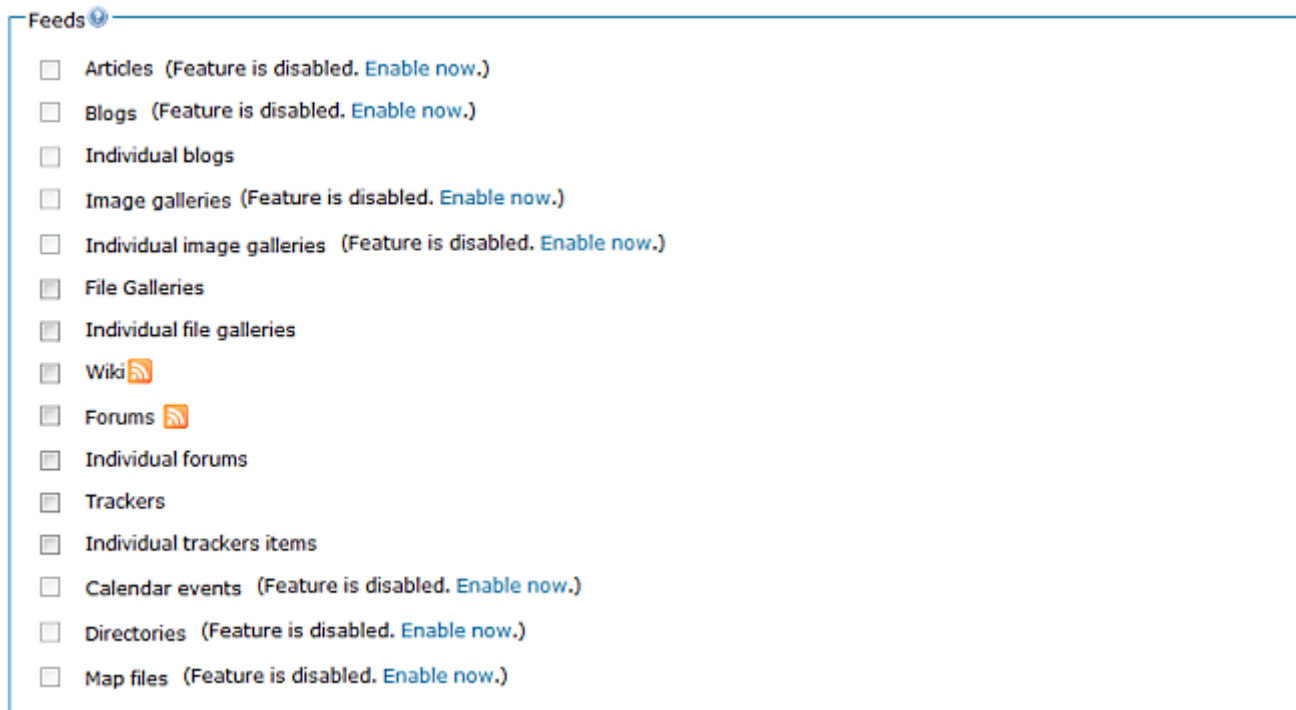 Feeds
Articles (Feature is disabled. Enable now.)
Blogs (Feature is disabled. Enable now.)
Individual blogs
Image galleries (Feature is disabled. Enable now.)
Individual image galleries (Feature is disabled. Enable now.)
File Galleries
Individual file galleries
Wiki
Forums
Individual forums
Trackers
Individual trackers items
Calendar events (Feature is disabled. Enable now.)
Directories (Feature is disabled. Enable now.)
Map files (Feature is disabled. Enable now.)